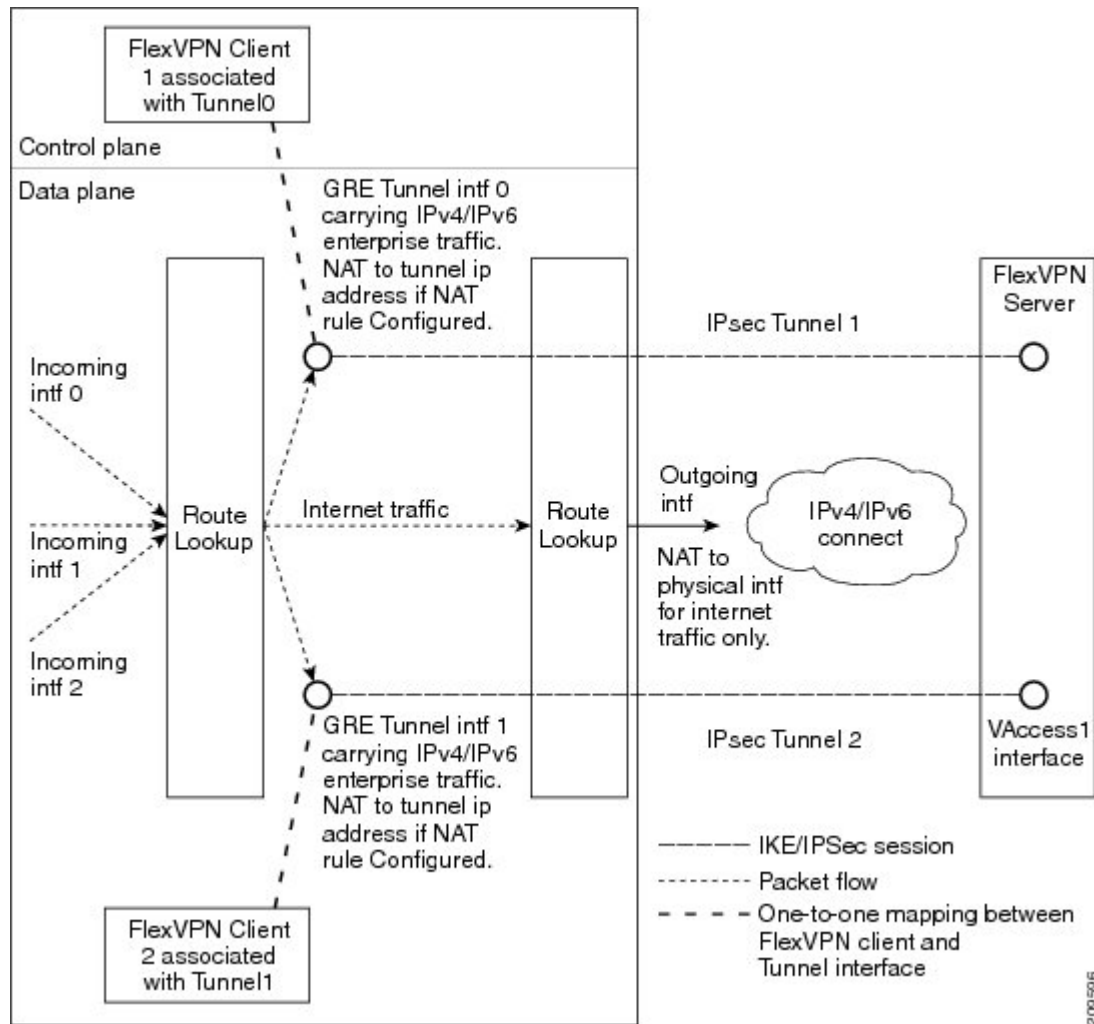 FlexVPN Client
1 associated
with Tunnel0
Control plane
Data plane
GRE Tunnel intf 0
carrying IPv4/IPv6
enterprise traffic.
NAT to tunnel ip
address if NAT
rule Configured.
FlexVPN
Server
IPsec Tunnel 1
Incoming
intf 0
Incoming
intf 1
Incoming
intf 2
Route
Lookup
Internet traffic
Route
Lookup
Outgoing
intf
NAT to
physical intf
for internet
traffic only.
IPv4/IPv6
connect
GRE Tunnel intf 1
carrying IPv4/IPv6
enterprise traffic.
NAT to tunnel ip
address if NAT
rule Configured.
IPsec Tunnel 2
VAccess1
interface
FlexVPN Client
2 associated
with Tunnel1
IKE/IPSec session
Packet flow
One-to-one mapping between
FlexVPN client and
Tunnel interface